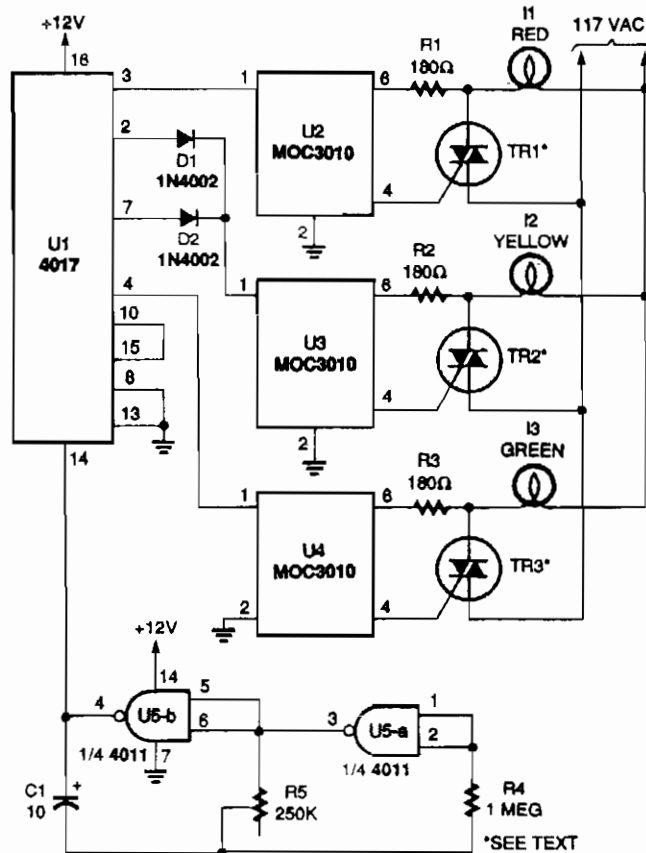 +12V
16
U1
4017
3
2
7
4
10
15
8
13
14
D1
1N4002
D2
1N4002
1
U2
MOC3010
6
4
2
R1
180Ω
I1
RED
117 VAC
TR1*
1
U3
MOC3010
6
4
2
R2
180Ω
I2
YELLOW
TR2*
1
U4
MOC3010
6
4
2
R3
180Ω
I3
GREEN
TR3*
+12V
14
4
U5-b
5
6
7
1/4 4011
3
U5-a
1
2
1/4 4011
C1
10
+
R5
250K
R4
1 MEG
*SEE TEXT